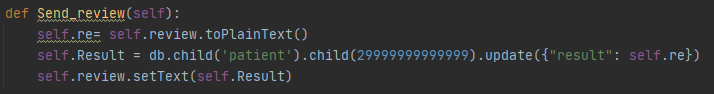 def Send_review(self):
    self.re= self.review.toPlainText()
    self.Result = db.child('patient').child(29999999999999).update({"result": self.re})
    self.review.setText(self.Result)